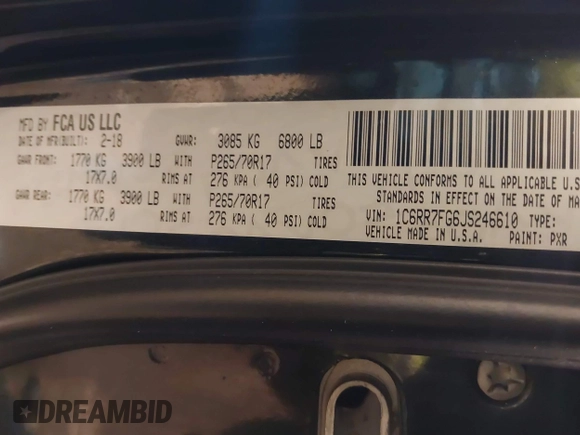 MFD BY FCA US LLC
DATE OF MFR(BUILT): 2-18 GVWR: 3085 KG 6800 LB
GAWR FRONT: 1770 KG 3900 LB WITH P265/70R17 TIRES
17X7.0 RIMS AT 276 KPA ( 40 PSI) COLD
GAWR REAR: 1770 KG 3900 LB WITH P265/70R17 TIRES
17X7.0 RIMS AT 276 KPA ( 40 PSI) COLD
THIS VEHICLE CONFORMS TO ALL APPLICABLE
STANDARDS IN EFFECT ON THE DATE OF MA
VIN: 1C6RR7FG6JS246610 TYPE:
VEHICLE MADE IN U.S.A. PAINT: PXR
DREAMBID